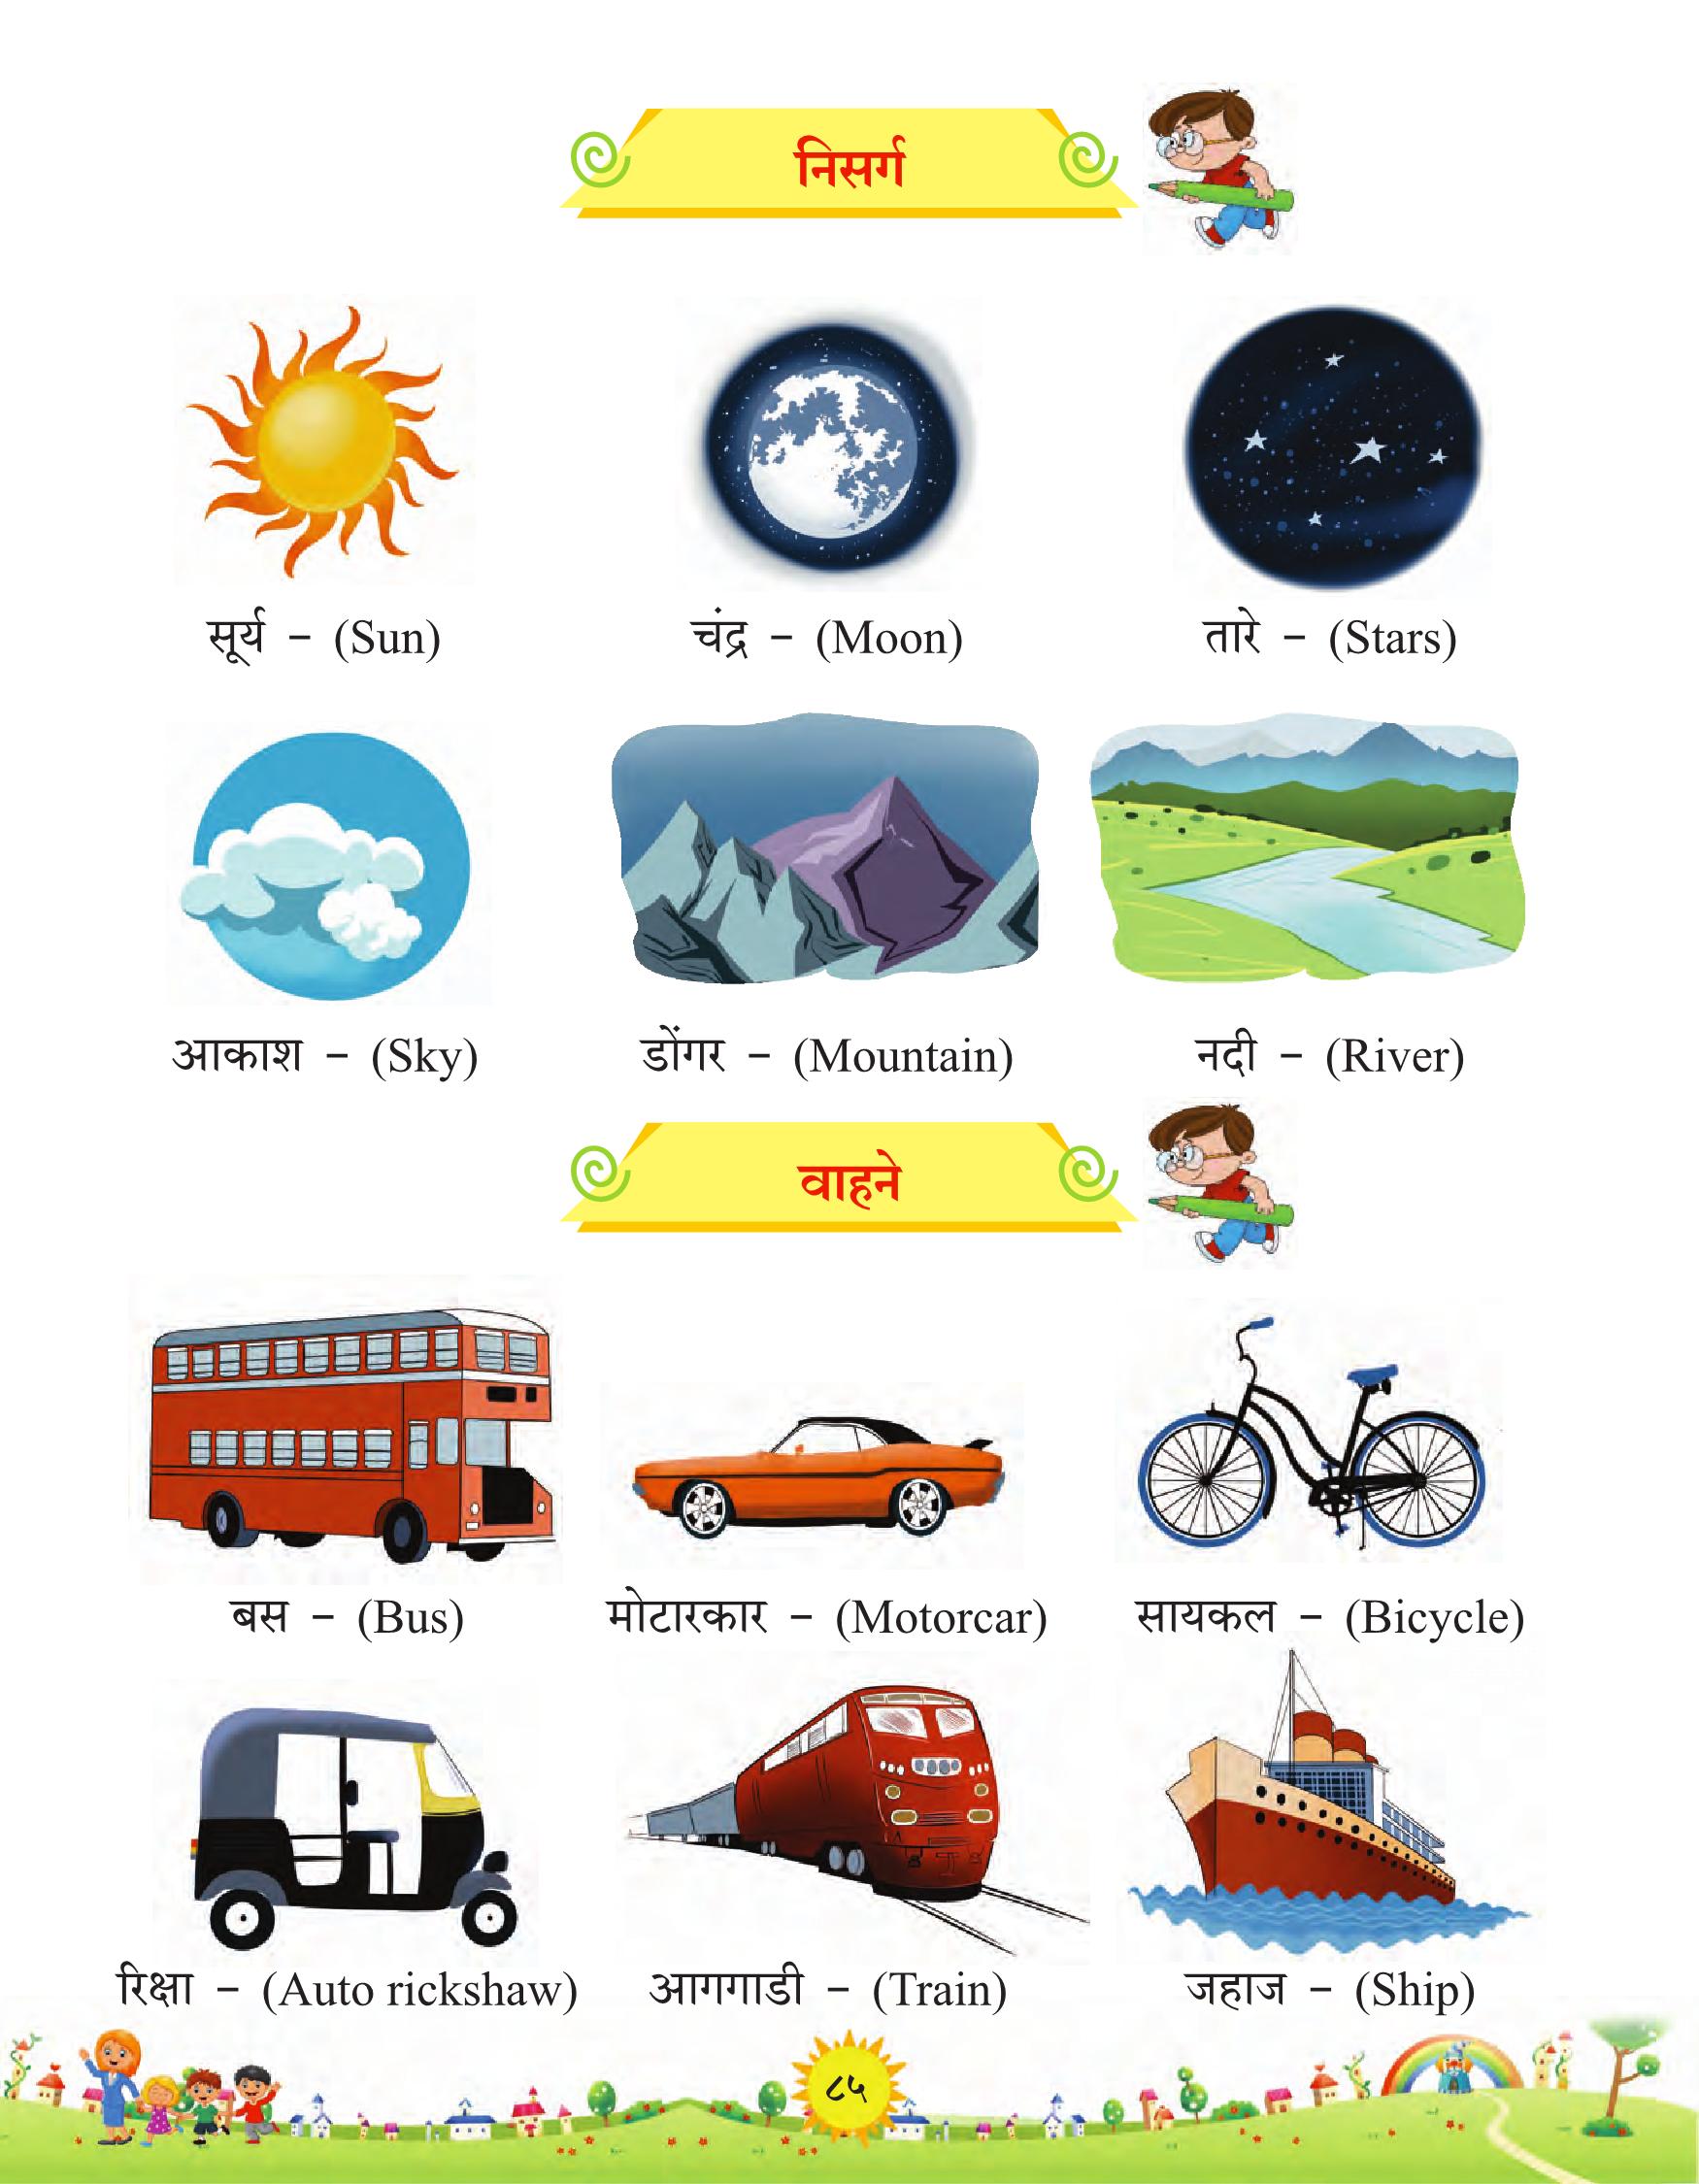 निसर्ग
सूर्य – (Sun) चंद्र – (Moon) तारे – (Stars)
आकाश – (Sky) डोंगर – (Mountain) नदी – (River)
वाहने
बस – (Bus) मोटारकार – (Motorcar) सायकल – (Bicycle)
रिक्षा – (Auto rickshaw) आगगाडी – (Train) जहाज – (Ship)
८५